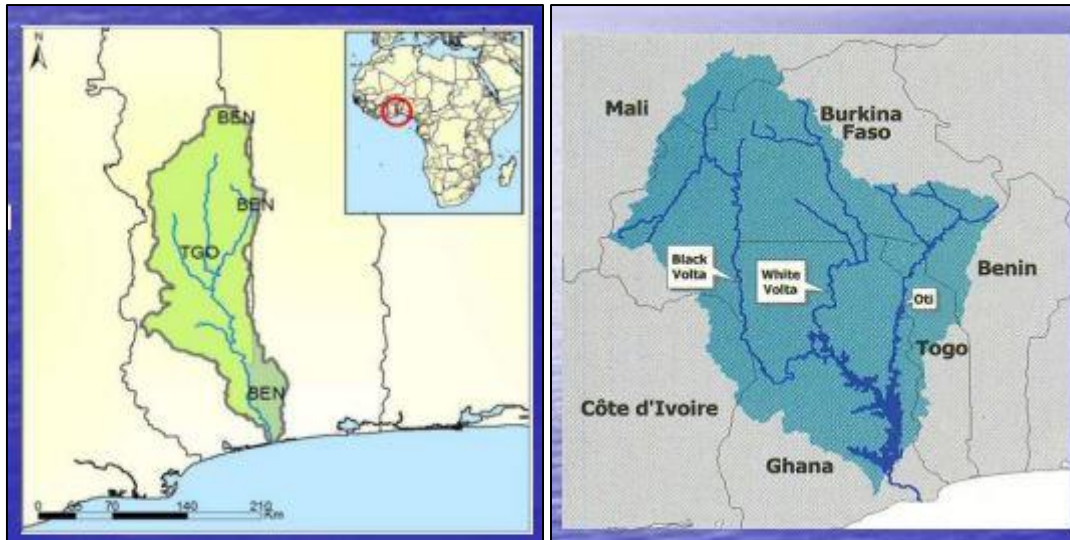 N
BEN
BEN
TGO
BEN
0
35
70
140
210
Km
Mali
Burkina
Faso
Black
Volta
White
Volta
Oti
Benin
Togo
Côte d'Ivoire
Ghana